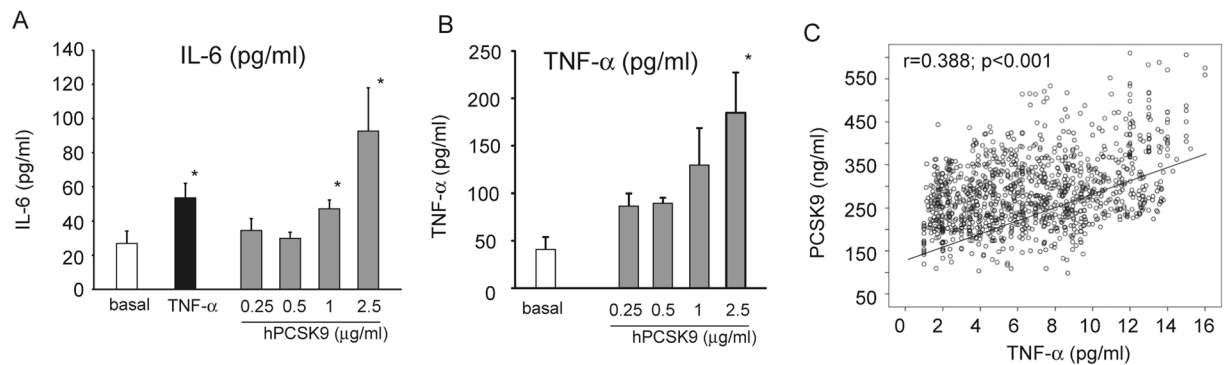 A
IL-6 (pg/ml)
IL-6 (pg/ml)
140
120
100
80
60
40
20
0
*
*
*
basal
TNF-α
0.25 0.5 1 2.5
hPCSK9 (μg/ml)
B
TNF-α (pg/ml)
TNF-α (pg/ml)
250
200
150
100
50
0
*
basal
0.25 0.5 1 2.5
hPCSK9 (μg/ml)
C
r=0.388; p<0.001
PCSK9 (ng/ml)
550
450
350
250
150
50
0 2 4 6 8 10 12 14 16
TNF-α (pg/ml)